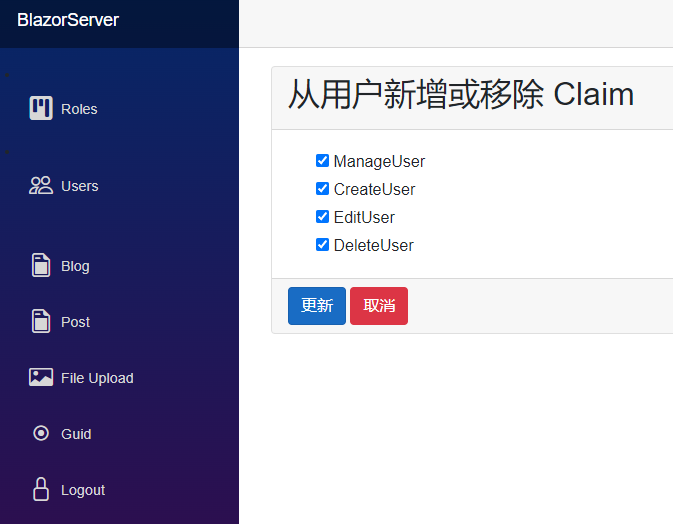 BlazorServer
Roles
Users
Blog
Post
File Upload
Guid
Logout
从用户新增或移除 Claim
ManageUser
CreateUser
EditUser
DeleteUser
更新 取消